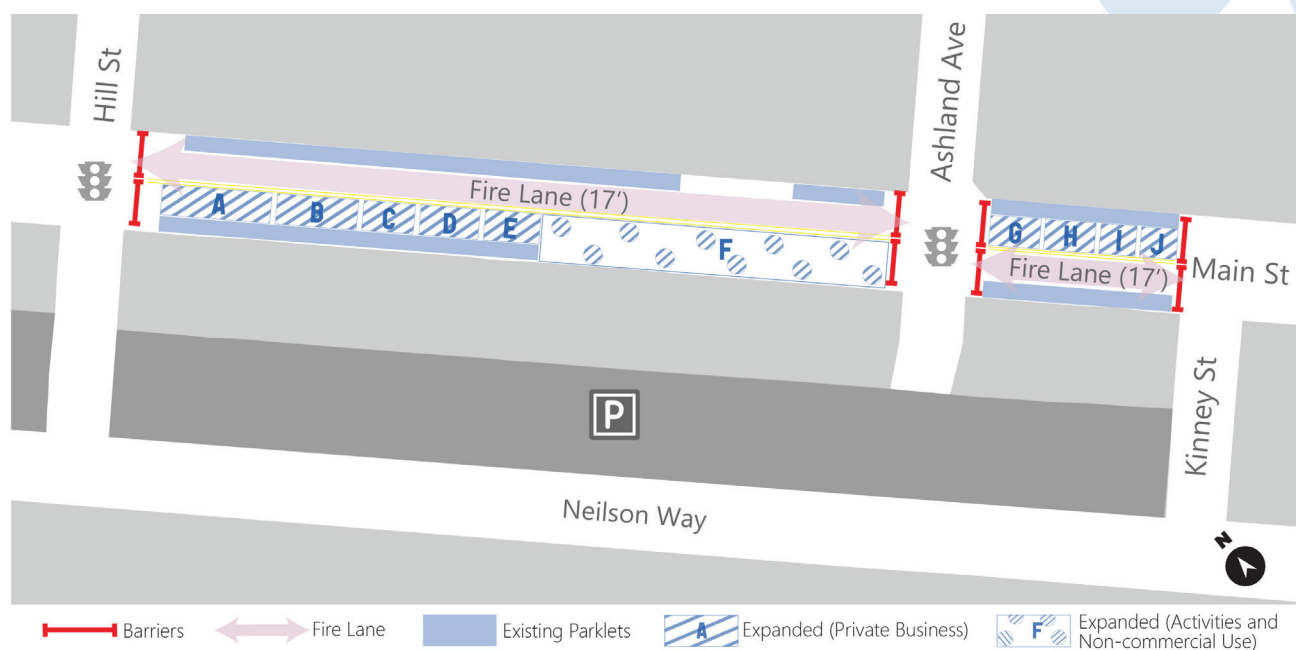 Hill St
Ashland Ave
Fire Lane (17')
A
B
C
D
E
F
G
H
I
J
Fire Lane (17')
Main St
P
Kinney St
Neilson Way
N
Barriers
Fire Lane
Existing Parklets
A
Expanded (Private Business)
F
Expanded (Activities and
Non-commercial Use)